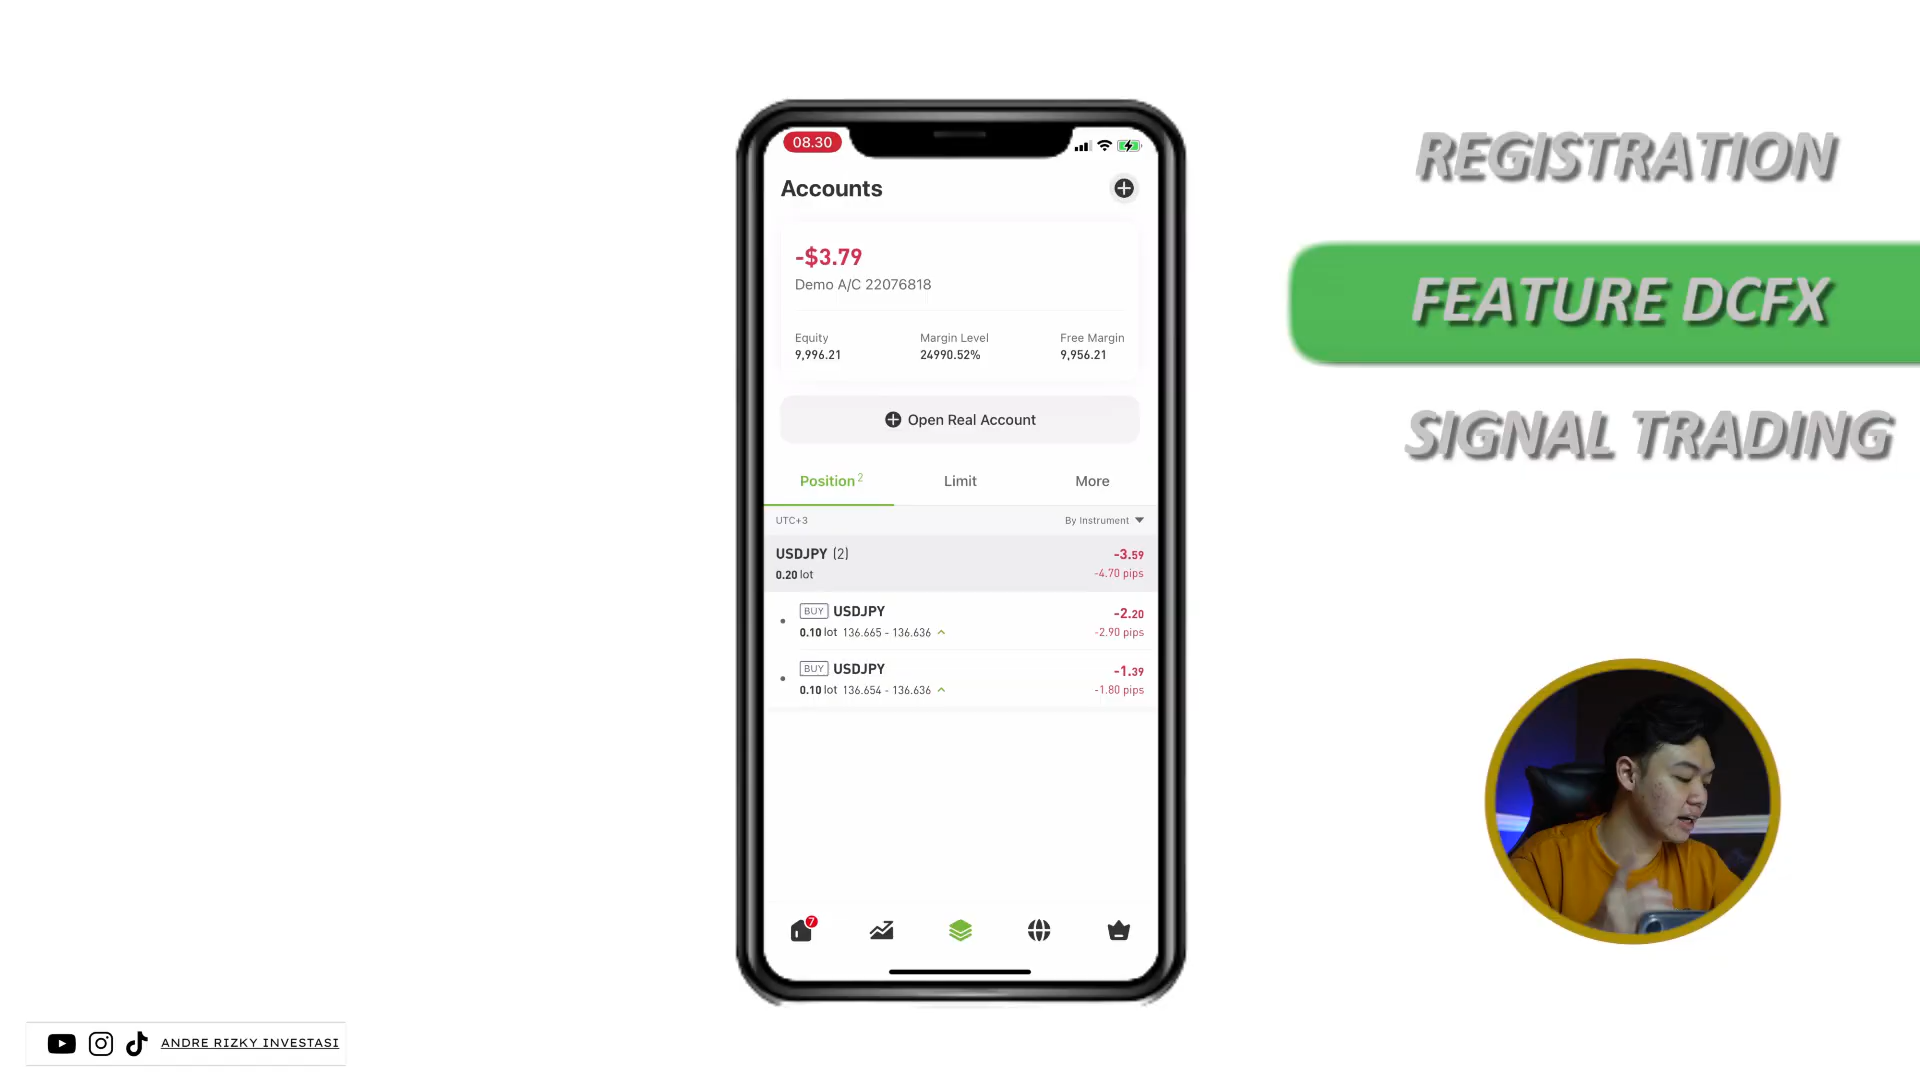 08.30
Accounts
-$3.79
Demo A/C 22076818
Equity Margin Level Free Margin
9,996.21 24990.52% 9,956.21
Open Real Account
Position 2 Limit More
UTC+3 By Instrument
USDJPY (2) -3.59
0.20 lot -4.70 pips
BUY USDJPY -2.20
0.10 lot 136.665 - 136.636 -2.90 pips
BUY USDJPY -1.39
0.10 lot 136.654 - 136.636 -1.80 pips
7
REGISTRATION
FEATURE DCFX
SIGNAL TRADING
ANDRE RIZKY INVESTASI